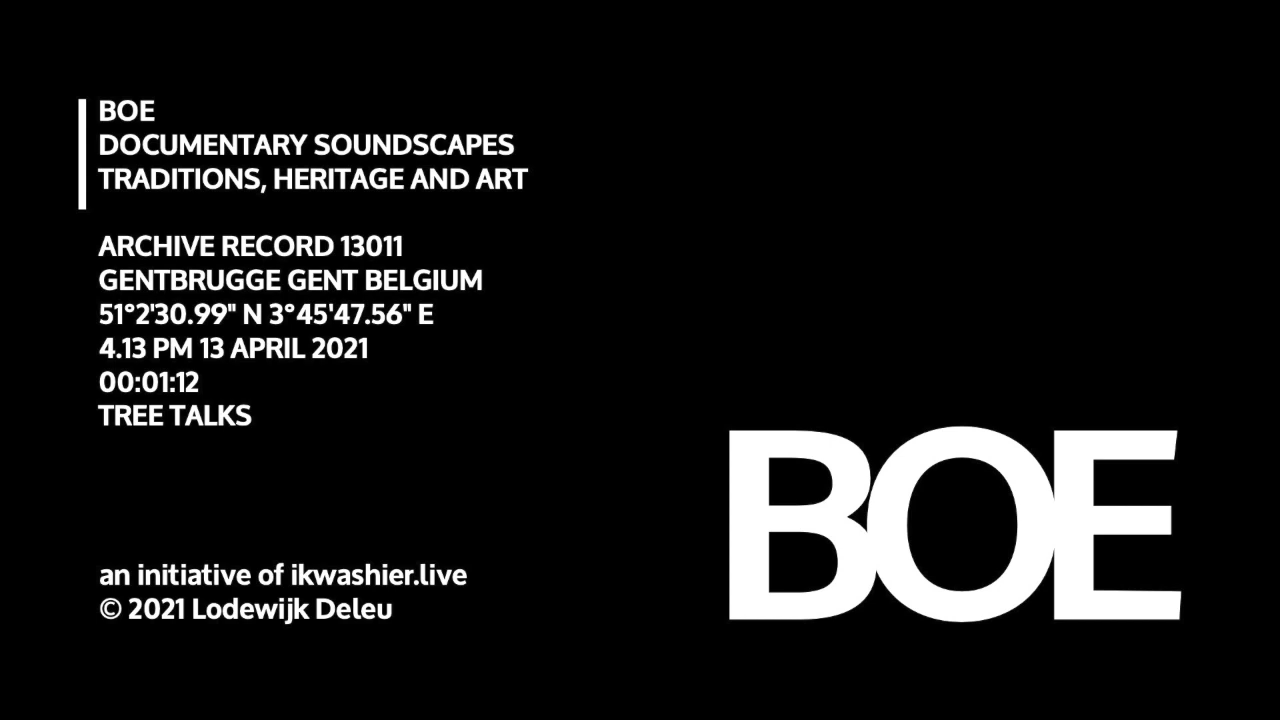 BOE
DOCUMENTARY SOUNDSCAPES
TRADITIONS, HERITAGE AND ART
ARCHIVE RECORD 13011
GENTBRUGGE GENT BELGIUM
51°2'30.99" N 3°45'47.56" E
4.13 PM 13 APRIL 2021
00:01:12
TREE TALKS
an initiative of ikwashier.live
© 2021 Lodewijk Deleu
BOE